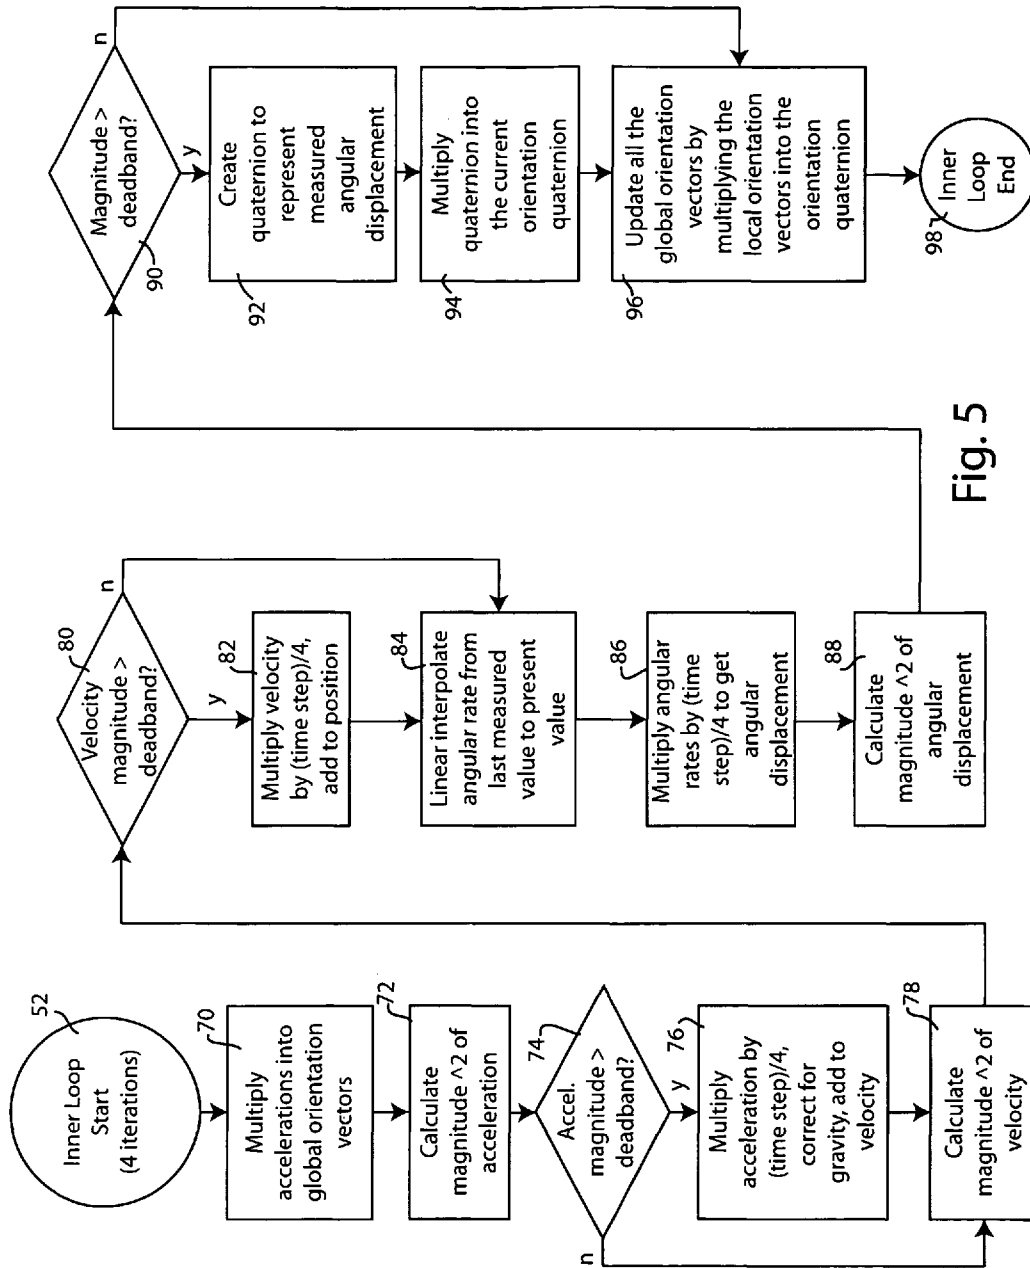 52
Inner Loop
Start
(4 iterations)
70
Multiply
accelerations into
global orientation
vectors
72
Calculate
magnitude ^2 of
acceleration
74
Accel.
magnitude >
deadband?
n
y
76
Multiply
acceleration by
(time step)/4,
correct for
gravity, add to
velocity
78
Calculate
magnitude ^2 of
velocity
80
Velocity
magnitude >
deadband?
n
y
82
Multiply velocity
by (time step)/4,
add to position
84
Linear interpolate
angular rate from
last measured
value to present
value
86
Multiply angular
rates by (time
step)/4 to get
angular
displacement
88
Calculate
magnitude ^2 of
angular
displacement
90
Magnitude >
deadband?
n
y
92
Create
quaternion to
represent
measured
angular
displacement
94
Multiply
quaternion into
the current
orientation
quaternion
96
Update all the
global orientation
vectors by
multiplying the
local orientation
vectors into the
orientation
quaternion
98
Inner
Loop
End
Fig. 5